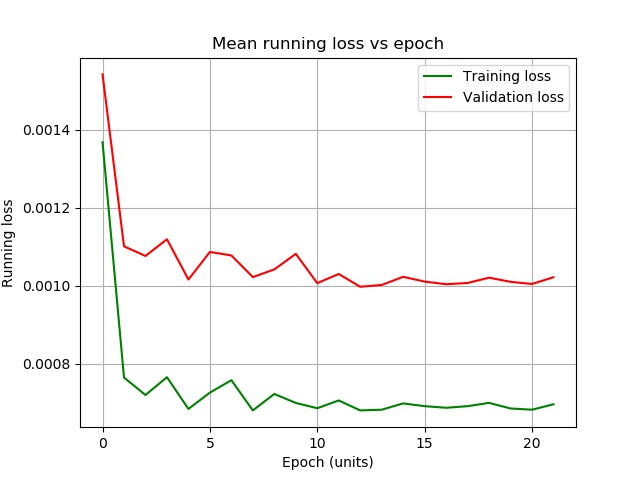 Mean running loss vs epoch
Training loss
Validation loss
0.0014
0.0012
0.0010
0.0008
Running loss
0
5
10
15
20
Epoch (units)